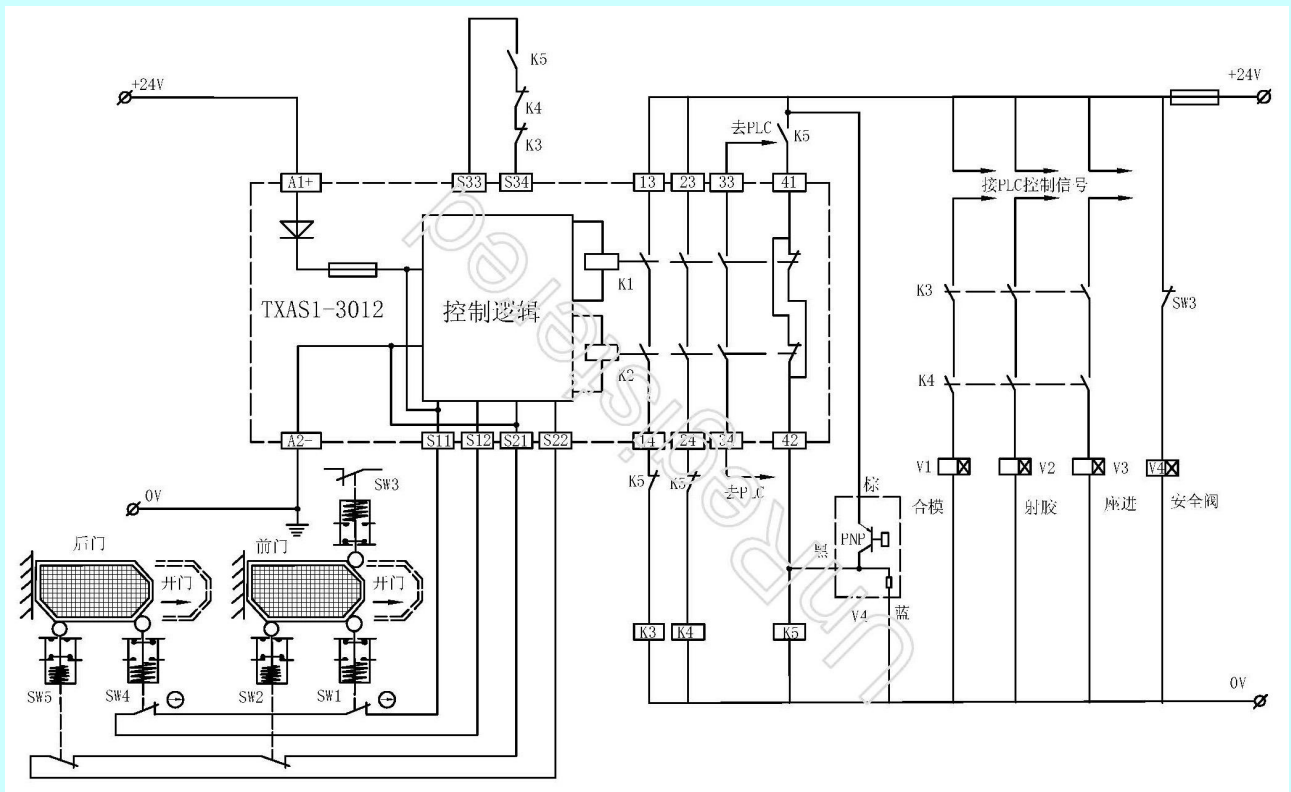 K5
+24V
+24V
K4
去PLC
K5
K3
A1+
S33
S34
13
23
33
41
接PLC控制信号
K1
K3
SW3
TXAS1-3012
控制逻辑
K2
K4
A2-
S11
S12
S21
S22
14
24
34
42
SW3
K5
K5
去PLC
V1
V2
V3
V4
0V
棕
合模
射胶
座进
安全阀
后门
前门
PNP
黑
开门
开门
V4
蓝
K3
K4
K5
SW5
SW4
SW2
SW1
0V
UnRegistered